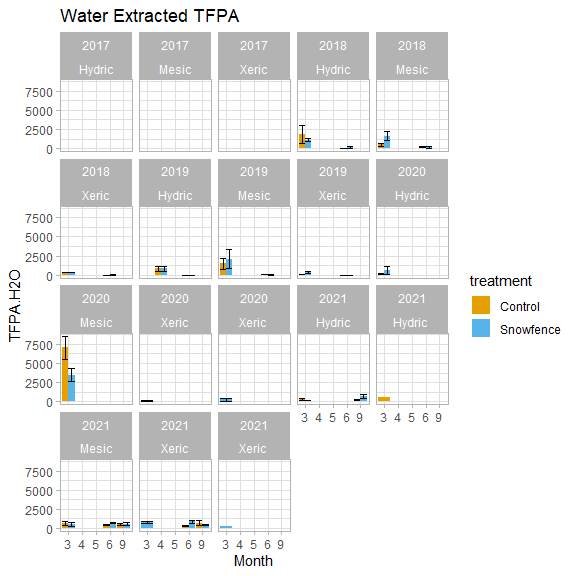 Water Extracted TFPA
2017 2017 2017 2018 2018
Hydric Mesic Xeric Hydric Mesic
7500
5000
2500
0
2018 2019 2019 2019 2020
Xeric Hydric Mesic Xeric Hydric
7500
5000
2500
0
2020 2020 2020 2021 2021
Mesic Xeric Xeric Hydric Hydric
7500
5000
2500
0
3 4 5 6 9 3 4 5 6 9
2021 2021 2021
Mesic Xeric Xeric
7500
5000
2500
0
3 4 5 6 9 3 4 5 6 9 3 4 5 6 9
Month
TFPA.H2O
treatment
Control
Snowfence